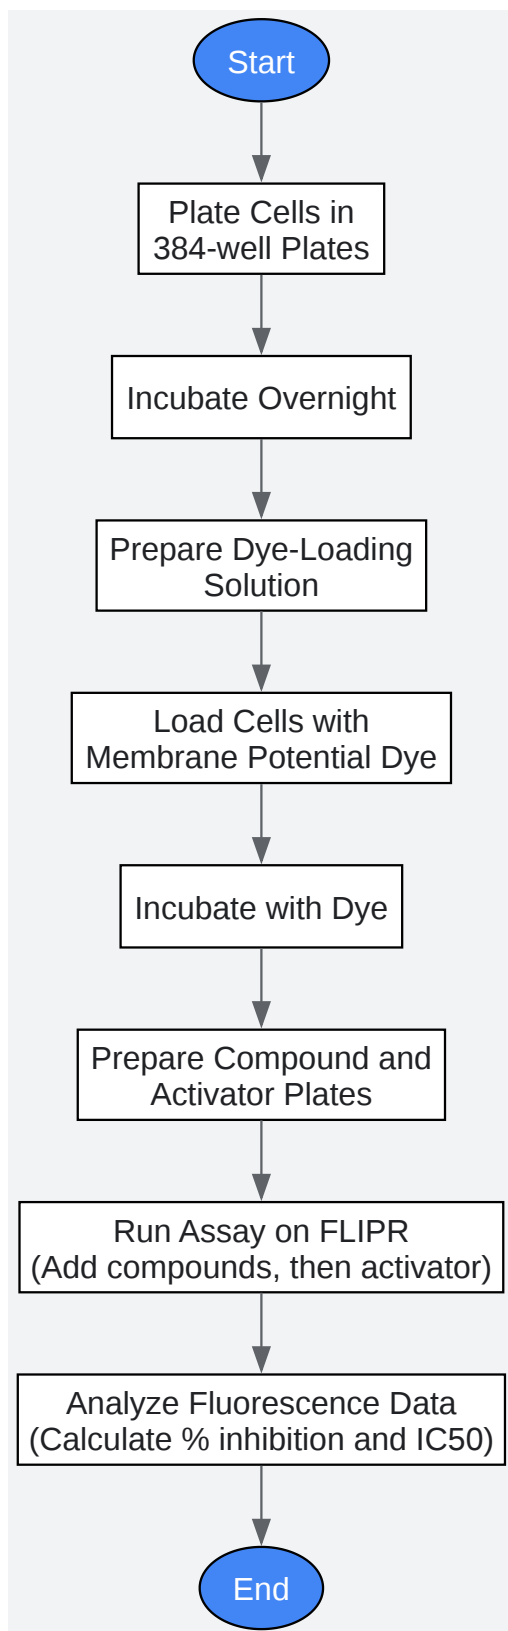 Start
Plate Cells in
384-well Plates
Incubate Overnight
Prepare Dye-Loading
Solution
Load Cells with
Membrane Potential Dye
Incubate with Dye
Prepare Compound and
Activator Plates
Run Assay on FLIPR
(Add compounds, then activator)
Analyze Fluorescence Data
(Calculate % inhibition and IC50)
End